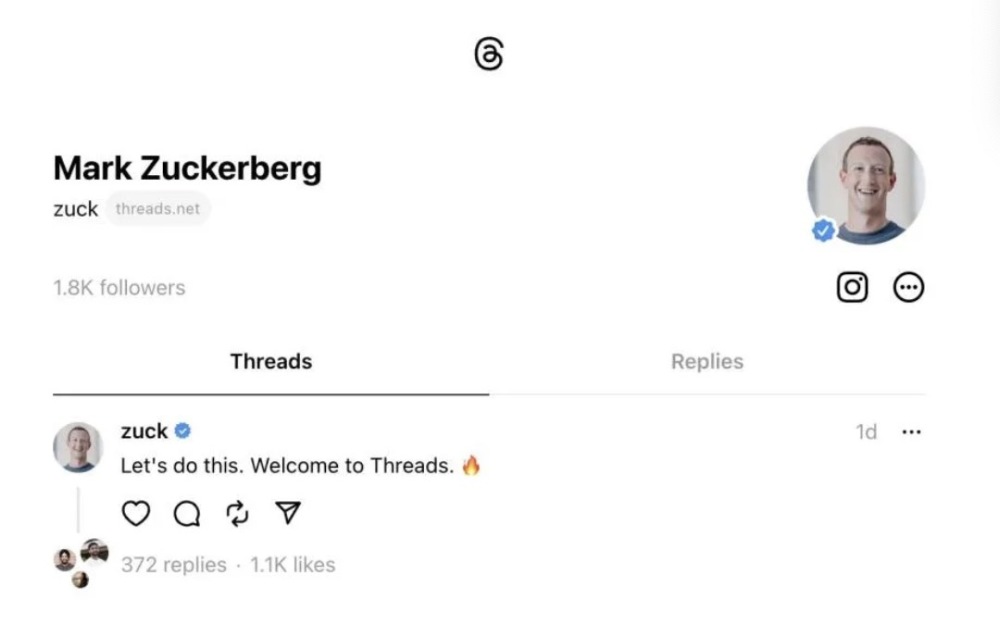 Mark Zuckerberg
zuck threads.net
1.8K followers
Threads Replies
zuck 1d
Let's do this. Welcome to Threads. 🔥
372 replies · 1.1K likes